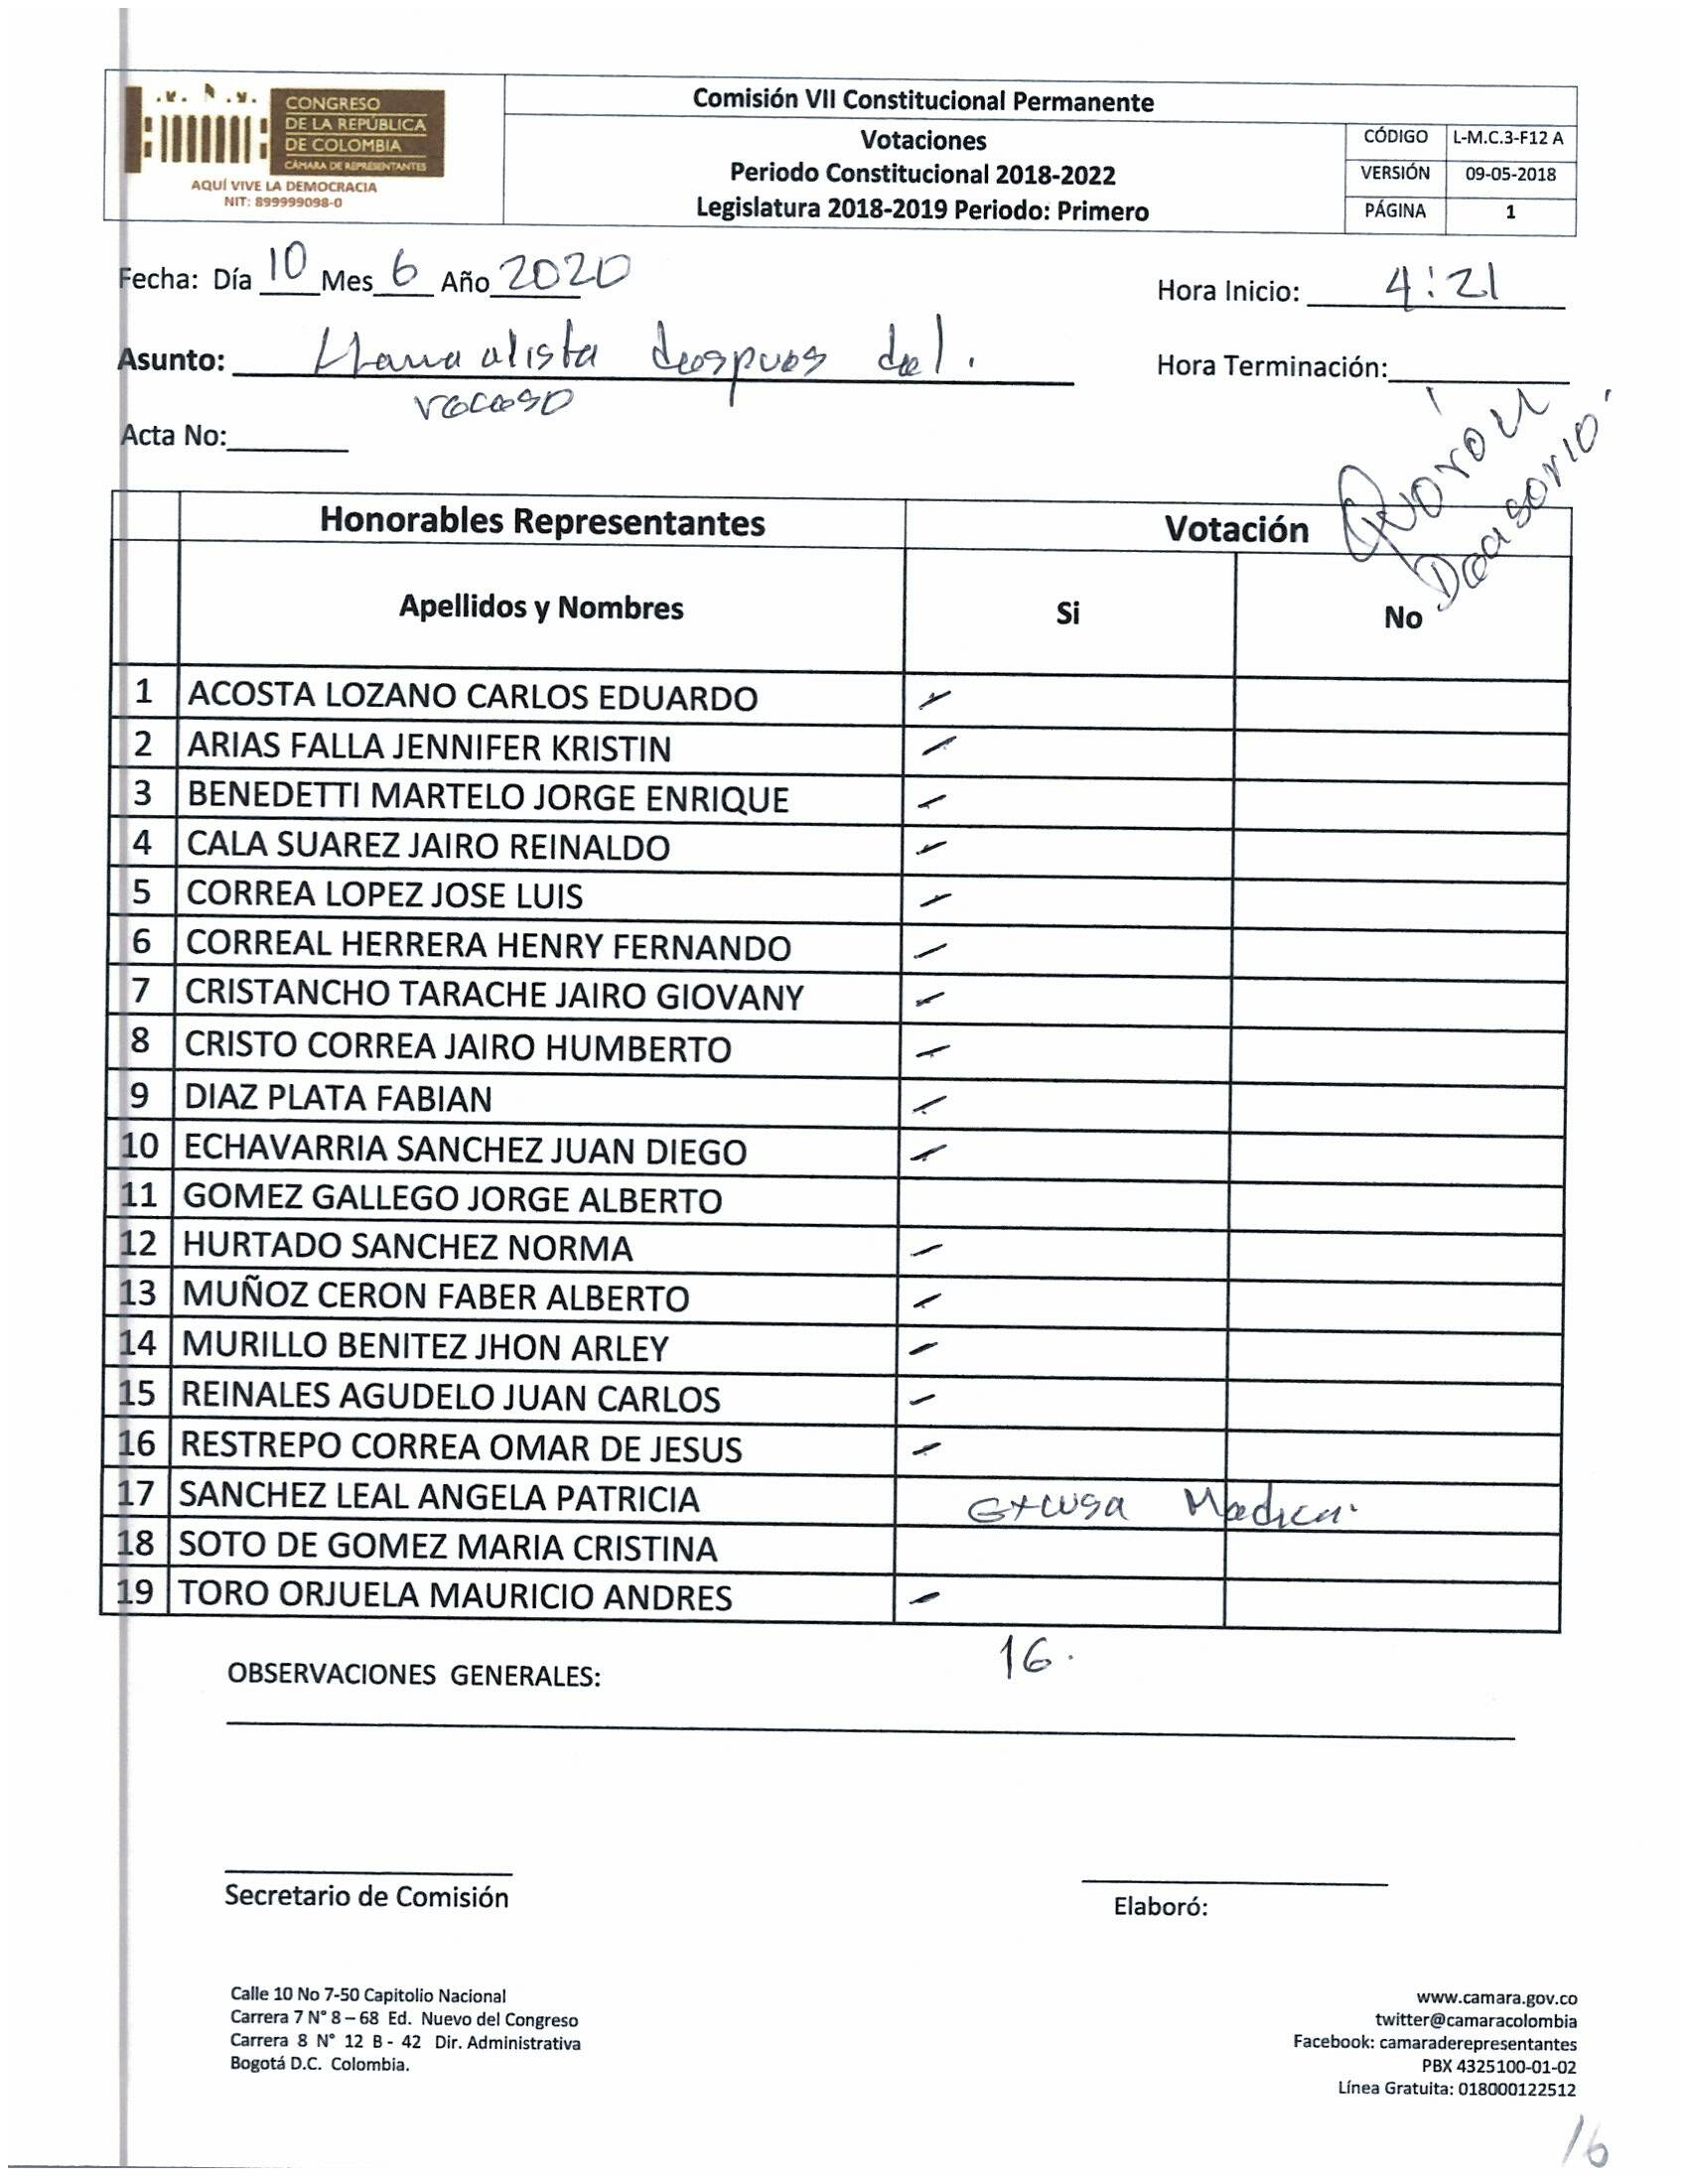 CONGRESO
DE LA REPÚBLICA
DE COLOMBIA
CÁMARA DE REPRESENTANTES
AQUÍ VIVE LA DEMOCRACIA
NIT: 899999098-0
Comisión VII Constitucional Permanente
Votaciones
Periodo Constitucional 2018-2022
Legislatura 2018-2019 Periodo: Primero
CÓDIGO L-M.C.3-F12 A
VERSIÓN 09-05-2018
PÁGINA 1
Fecha: Día 10 Mes 6 Año 2020
Hora Inicio: 4:21
Asunto: Llama a lista despues del.
receso
Hora Terminación:
Acta No:
Quórum
Decisorio
Honorables Representantes Votación
Apellidos y Nombres Si No
1 ACOSTA LOZANO CARLOS EDUARDO
2 ARIAS FALLA JENNIFER KRISTIN
3 BENEDETTI MARTELO JORGE ENRIQUE
4 CALA SUAREZ JAIRO REINALDO
5 CORREA LOPEZ JOSE LUIS
6 CORREAL HERRERA HENRY FERNANDO
7 CRISTANCHO TARACHE JAIRO GIOVANY
8 CRISTO CORREA JAIRO HUMBERTO
9 DIAZ PLATA FABIAN
10 ECHAVARRIA SANCHEZ JUAN DIEGO
11 GOMEZ GALLEGO JORGE ALBERTO
12 HURTADO SANCHEZ NORMA
13 MUÑOZ CERON FABER ALBERTO
14 MURILLO BENITEZ JHON ARLEY
15 REINALES AGUDELO JUAN CARLOS
16 RESTREPO CORREA OMAR DE JESUS
17 SANCHEZ LEAL ANGELA PATRICIA Excusa Medica.
18 SOTO DE GOMEZ MARIA CRISTINA
19 TORO ORJUELA MAURICIO ANDRES
16.
OBSERVACIONES GENERALES:
Secretario de Comisión
Elaboró:
Calle 10 No 7-50 Capitolio Nacional
Carrera 7 N° 8 – 68 Ed. Nuevo del Congreso
Carrera 8 N° 12 B - 42 Dir. Administrativa
Bogotá D.C. Colombia.
www.camara.gov.co
twitter@camaracolombia
Facebook: camaraderepresentantes
PBX 4325100-01-02
Línea Gratuita: 018000122512
16